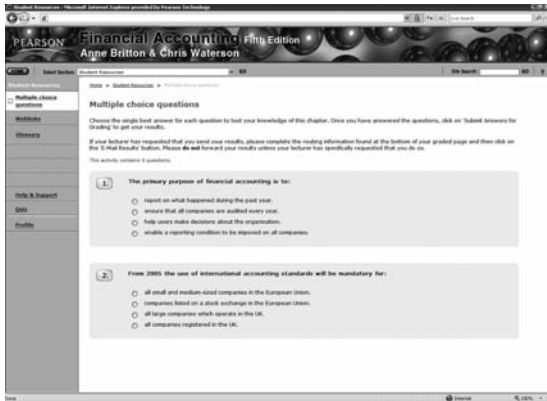 Student Resources - Microsoft Internet Explorer provided by Pearson Technology
PEARSON
Financial Accounting Fifth Edition
Anne Britton & Chris Waterson
Select Section: Student Resources GO
Site Search: GO ?
Home > Student Resources > Multiple choice questions
Student Resources
Multiple choice questions
Weblinks
Glossary
Help & Support
Quiz
Profile
Multiple choice questions
Choose the single best answer for each question to test your knowledge of this chapter. Once you have answered the questions, click on 'Submit Answers for
Grading' to get your results.
If your lecturer has requested that you send your results, please complete the routing information found at the bottom of your graded page and then click on
the 'E-Mail Results' button. Please do not forward your results unless your lecturer has specifically requested that you do so.
This activity contains 8 questions.
1. The primary purpose of financial accounting is to:
report on what happened during the past year.
ensure that all companies are audited every year.
help users make decisions about the organisation.
enable a reporting condition to be imposed on all companies.
2. From 2005 the use of international accounting standards will be mandatory for:
all small and medium-sized companies in the European Union.
companies listed on a stock exchange in the European Union.
all large companies which operate in the UK.
all companies registered in the UK.
Done
Internet
100%